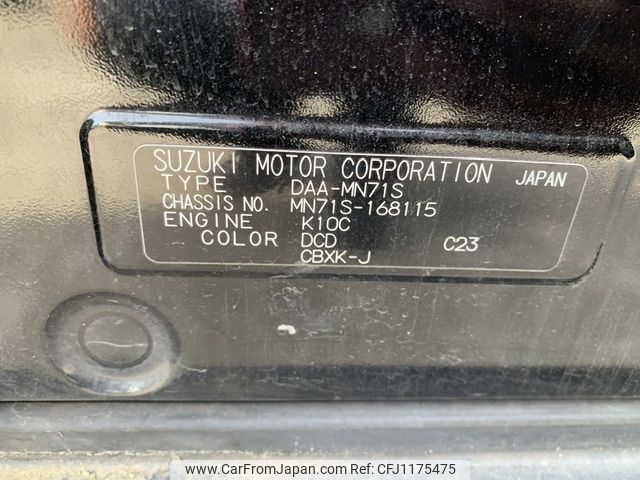 SUZUKI MOTOR CORPORATION JAPAN
TYPE DAA-MN71S
CHASSIS NO. MN71S-168115
ENGINE K10C
COLOR DCD C23
CBXK-J
www.CarFromJapan.com - Ref No. CFJ1175475